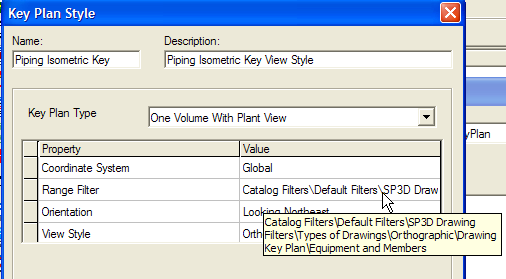 Key Plan Style
Name:
Description:
Piping Isometric Key
Piping Isometric Key View Style
Key Plan Type
One Volume With Plant View
yPlan
Property
Value
Coordinate System
Global
Range Filter
Catalog Filters\Default Filters\SP3D Draw
Orientation
Looking Northeast
View Style
Orth
Catalog Filters\Default Filters\SP3D Drawing
Filters\Types of Drawings\Orthographic\Drawing
Key Plan\Equipment and Members